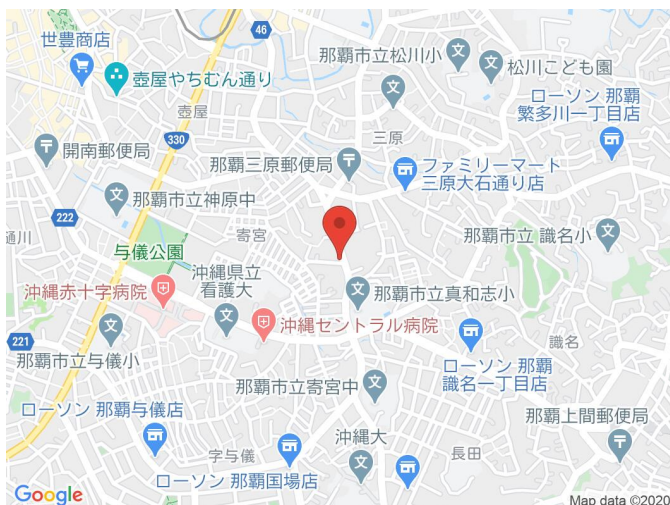 46
世豊商店
壺屋やちむん通り
壺屋
330
開南郵便局
那覇市立松川小
松川こども園
ローソン 那覇
繁多川一丁目店
三原
那覇三原郵便局
ファミリーマート
三原大石通り店
那覇市立神原中
222
樋川
与儀公園
寄宮
那覇市立 識名小
沖縄県立
看護大
沖縄赤十字病院
那覇市立真和志小
沖縄セントラル病院
221
那覇市立与儀小
識名
ローソン 那覇
識名一丁目店
那覇市立寄宮中
ローソン 那覇与儀店
那覇上間郵便局
字与儀
沖縄大
長田
ローソン 那覇国場店
Google
Map data ©2020